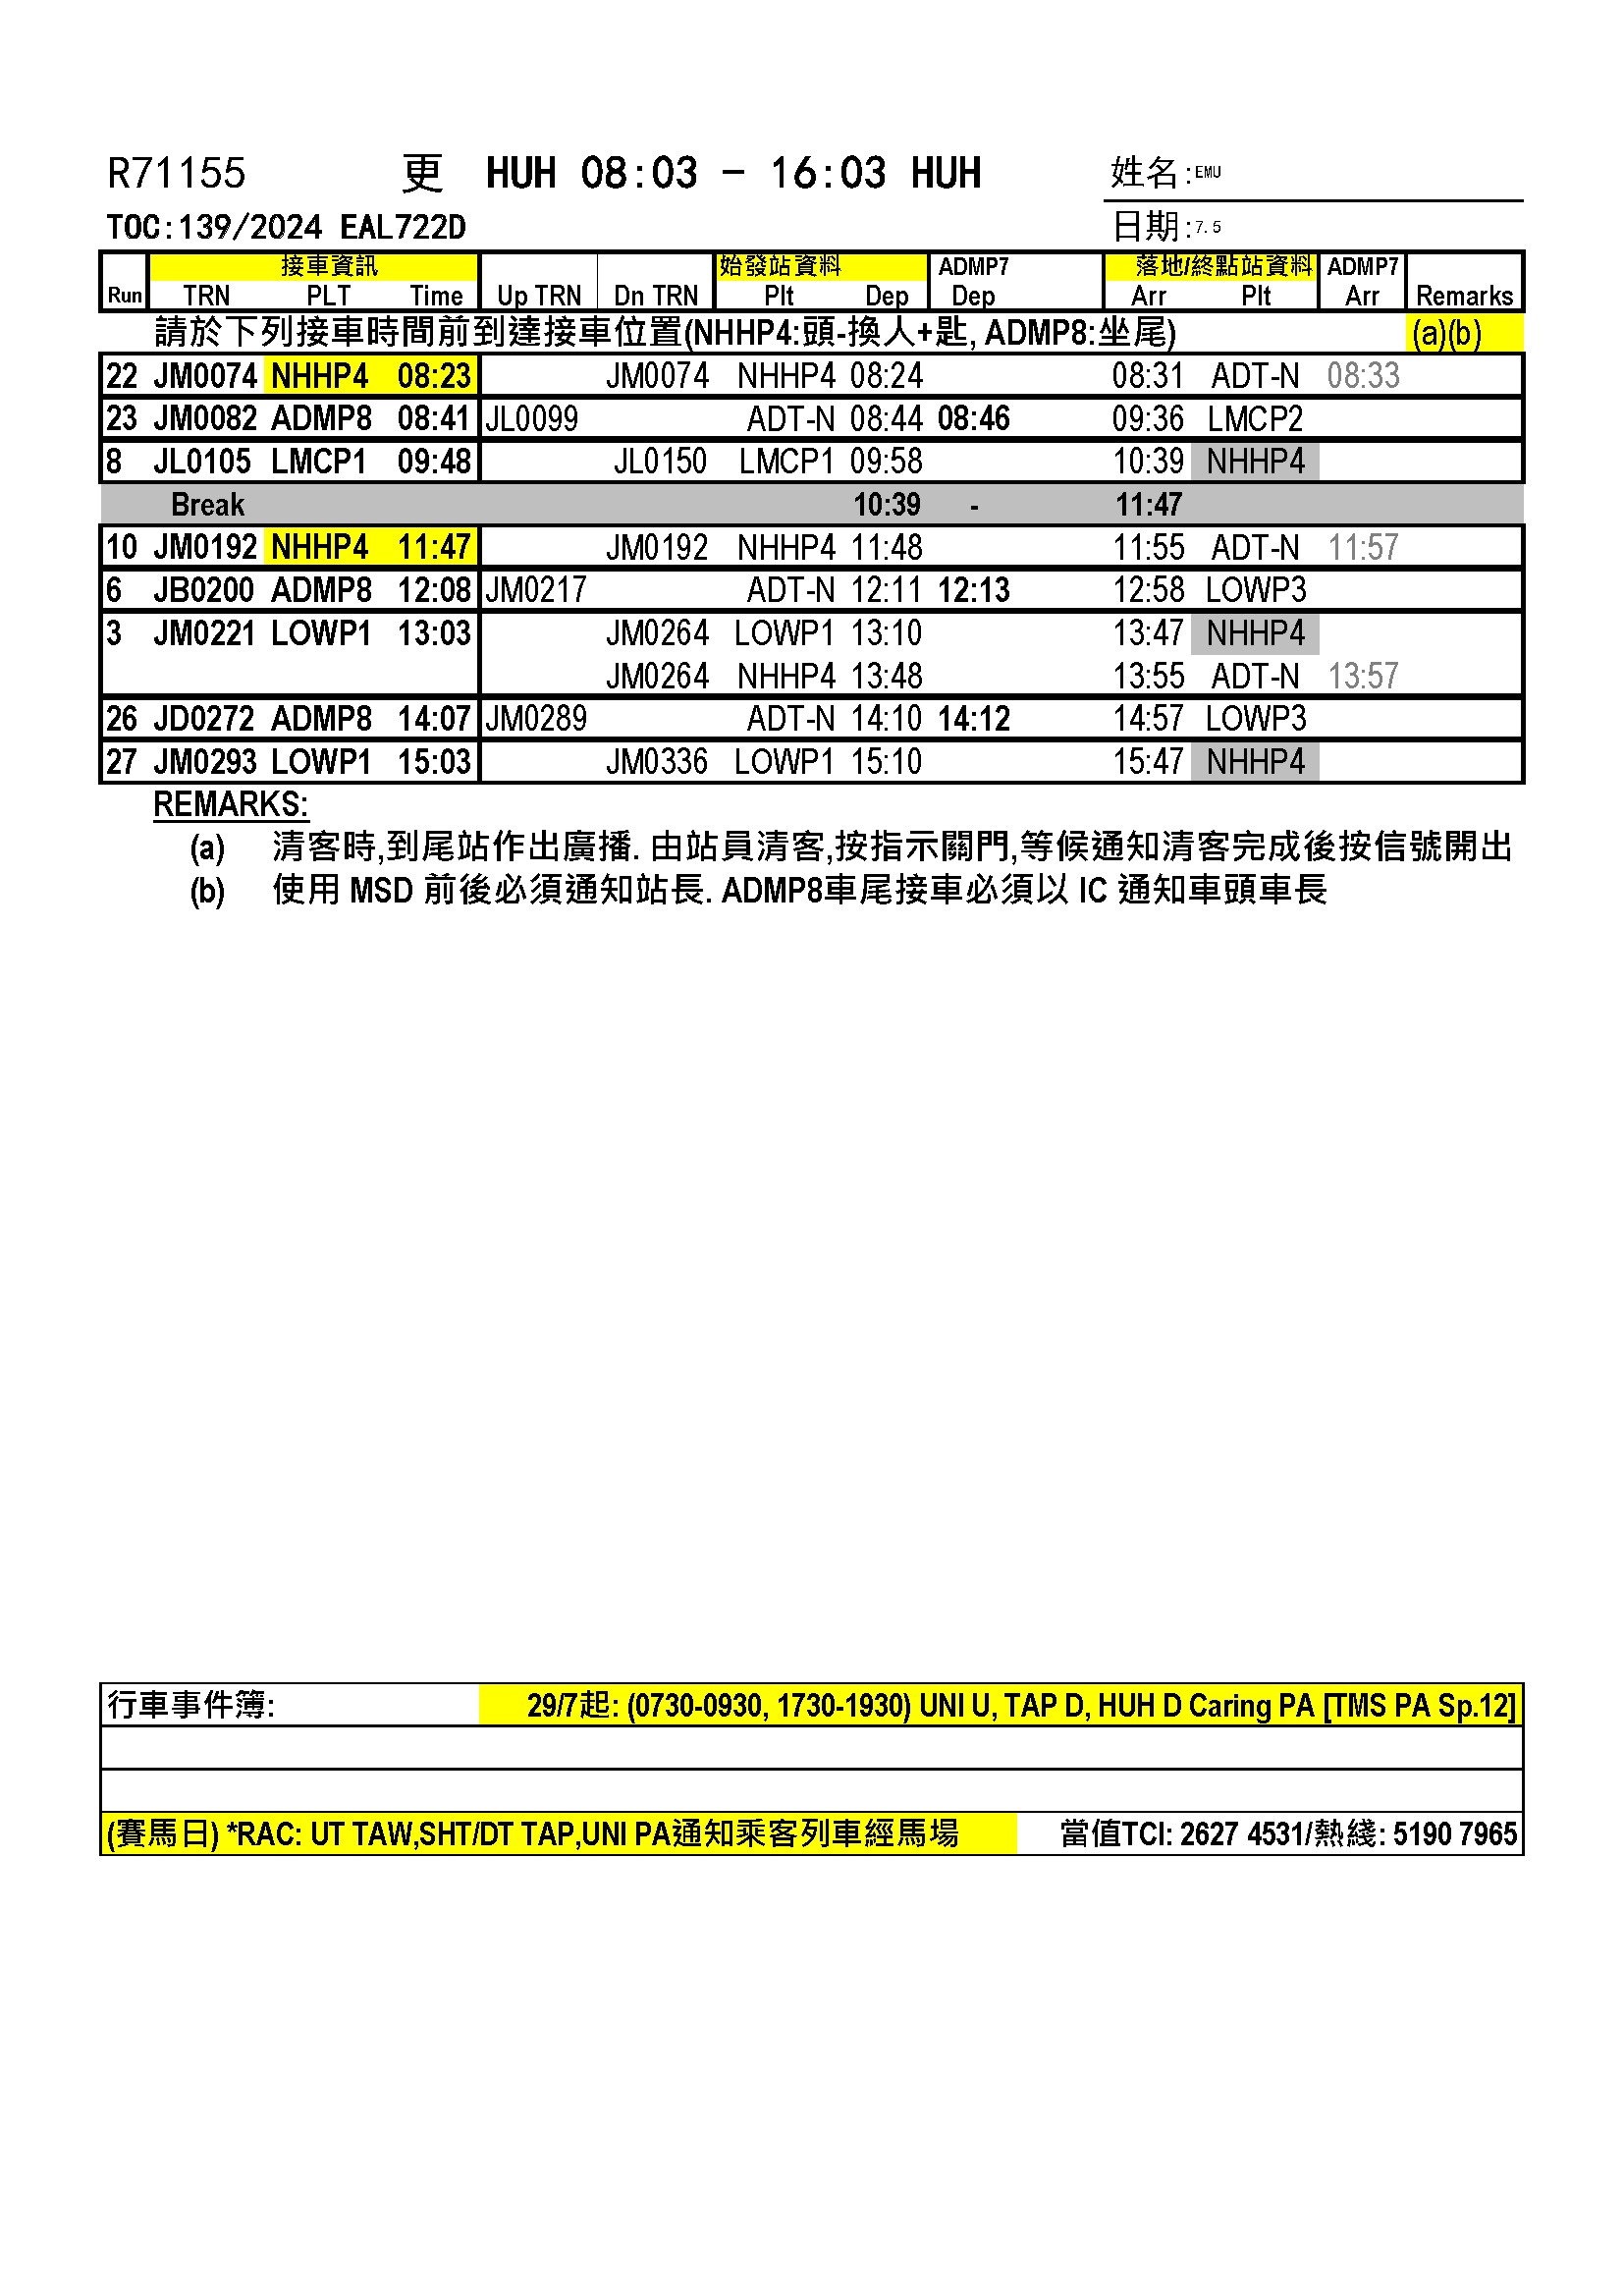 R71155 更 HUH 08:03 - 16:03 HUH 姓名:EMU
TOC:139/2024 EAL722D 日期:7.5
接車資訊 始發站資料 ADMP7 落地/終點站資料 ADMP7
Run TRN PLT Time Up TRN Dn TRN Plt Dep Dep Arr Plt Arr Remarks
請於下列接車時間前到達接車位置(NHHP4:頭-換人+匙, ADMP8:坐尾) (a)(b)
22 JM0074 NHHP4 08:23 JM0074 NHHP4 08:24 08:31 ADT-N 08:33
23 JM0082 ADMP8 08:41 JL0099 ADT-N 08:44 08:46 09:36 LMCP2
8 JL0105 LMCP1 09:48 JL0150 LMCP1 09:58 10:39 NHHP4
Break 10:39 - 11:47
10 JM0192 NHHP4 11:47 JM0192 NHHP4 11:48 11:55 ADT-N 11:57
6 JB0200 ADMP8 12:08 JM0217 ADT-N 12:11 12:13 12:58 LOWP3
3 JM0221 LOWP1 13:03 JM0264 LOWP1 13:10 13:47 NHHP4
JM0264 NHHP4 13:48 13:55 ADT-N 13:57
26 JD0272 ADMP8 14:07 JM0289 ADT-N 14:10 14:12 14:57 LOWP3
27 JM0293 LOWP1 15:03 JM0336 LOWP1 15:10 15:47 NHHP4
REMARKS:
(a) 清客時,到尾站作出廣播. 由站員清客,按指示關門,等候通知清客完成後按信號開出
(b) 使用 MSD 前後必須通知站長. ADMP8車尾接車必須以 IC 通知車頭車長
行車事件簿: 29/7起: (0730-0930, 1730-1930) UNI U, TAP D, HUH D Caring PA [TMS PA Sp.12]
(賽馬日) *RAC: UT TAW,SHT/DT TAP,UNI PA通知乘客列車經馬場 當值TCI: 2627 4531/熱綫: 5190 7965